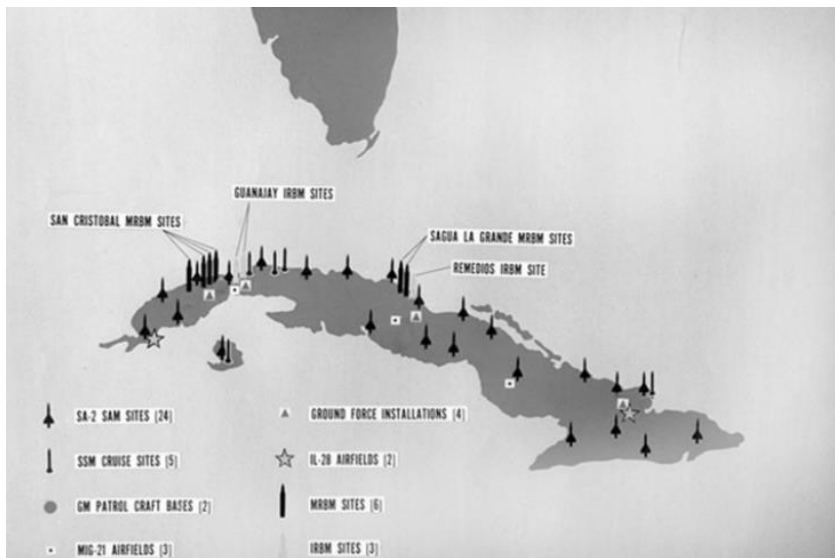 GUANAJAY IRBM SITES
SAN CRISTOBAL MRBM SITES
SAGUA LA GRANDE MRBM SITES
REMEDIOS IRBM SITE
SA-2 SAM SITES (24)
GROUND FORCE INSTALLATIONS (4)
SSM CRUISE SITES (5)
IL-28 AIRFIELDS (2)
GM PATROL CRAFT BASES (2)
MRBM SITES (6)
MIG-21 AIRFIELDS (3)
IRBM SITES (3)